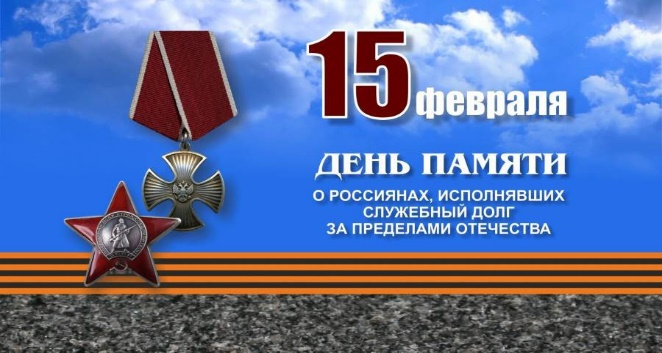 15 февраля
ДЕНЬ ПАМЯТИ
О РОССИЯНАХ, ИСПОЛНЯВШИХ
СЛУЖЕБНЫЙ ДОЛГ
ЗА ПРЕДЕЛАМИ ОТЕЧЕСТВА